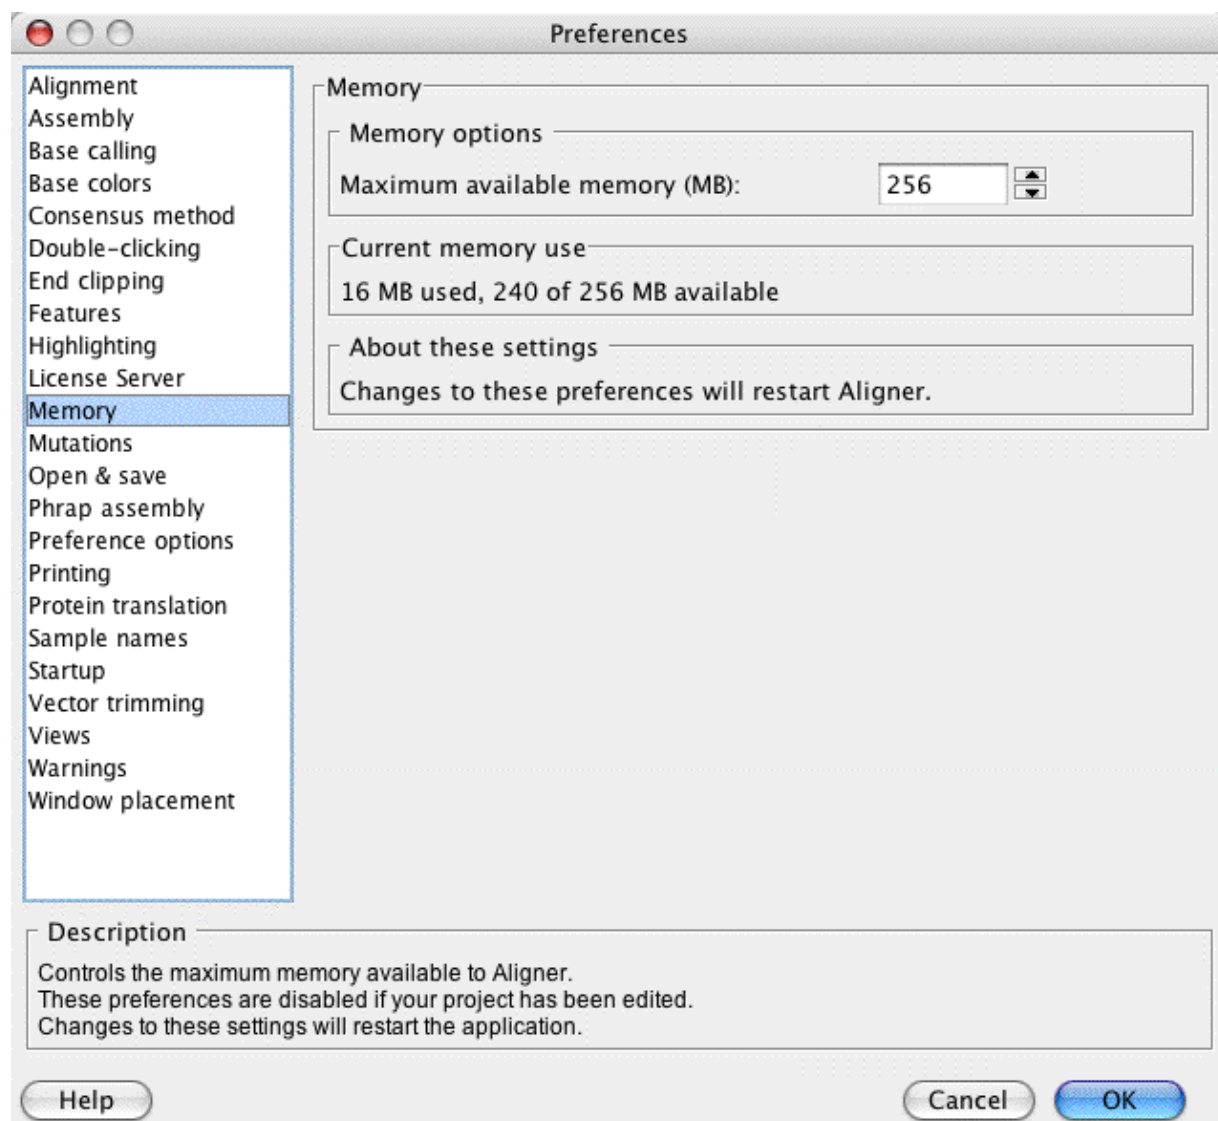 Preferences
Alignment
Assembly
Base calling
Base colors
Consensus method
Double-clicking
End clipping
Features
Highlighting
License Server
Memory
Mutations
Open & save
Phrap assembly
Preference options
Printing
Protein translation
Sample names
Startup
Vector trimming
Views
Warnings
Window placement
Memory
Memory options
Maximum available memory (MB): 256
Current memory use
16 MB used, 240 of 256 MB available
About these settings
Changes to these preferences will restart Aligner.
Description
Controls the maximum memory available to Aligner.
These preferences are disabled if your project has been edited.
Changes to these settings will restart the application.
Help Cancel OK